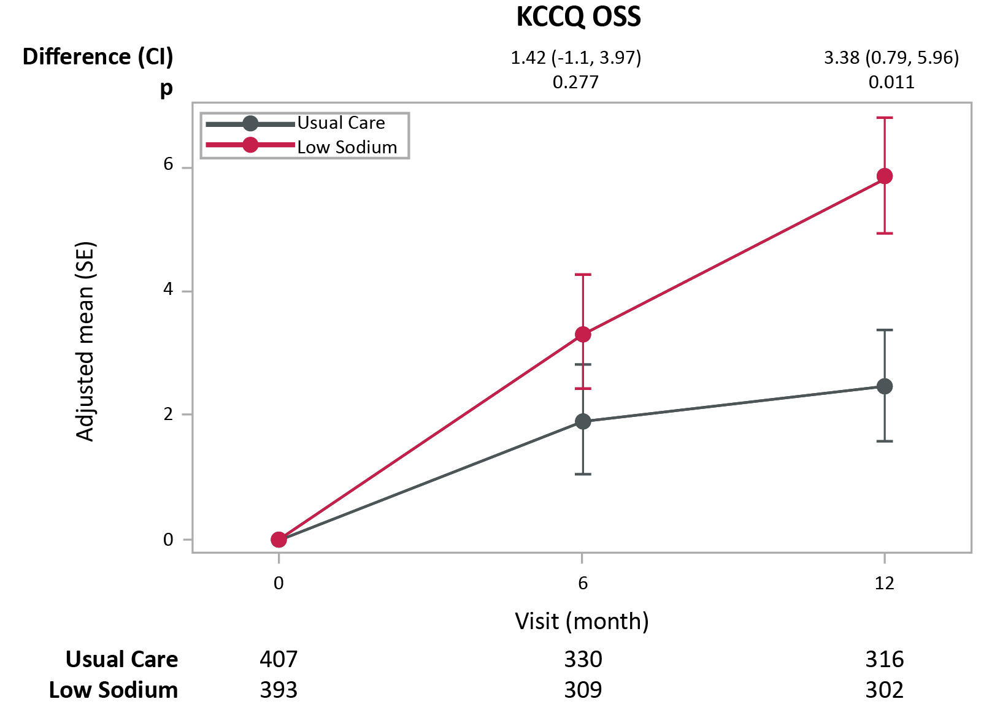 KCCQ OSS
Difference (CI) 1.42 (-1.1, 3.97) 3.38 (0.79, 5.96)
p 0.277 0.011
Usual Care
Low Sodium
6
4
2
0
Adjusted mean (SE)
0 6 12
Visit (month)
Usual Care 407 330 316
Low Sodium 393 309 302